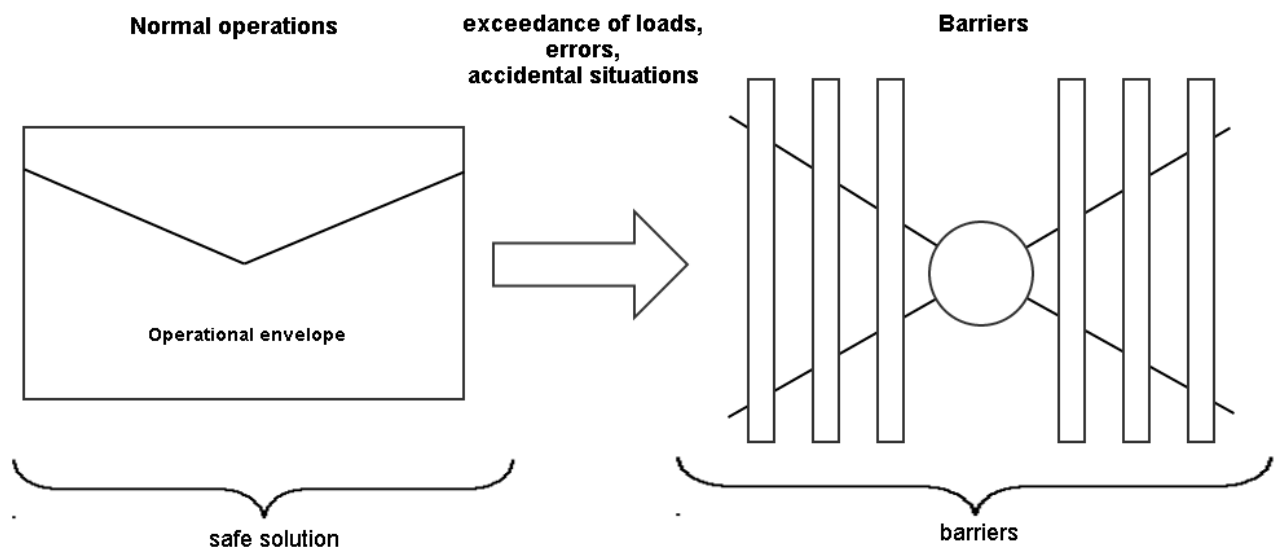 Normal operations
exceedance of loads,
errors,
accidental situations
Barriers
Operational envelope
safe solution
barriers